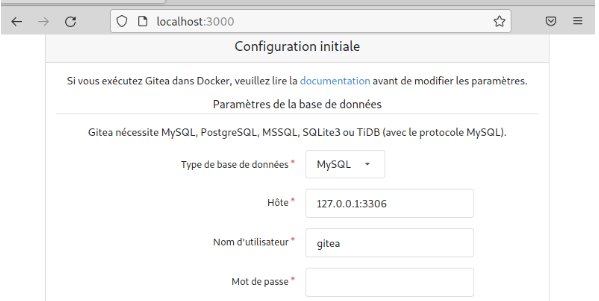 localhost:3000
Configuration initiale
Si vous exécutez Gitea dans Docker, veuillez lire la documentation avant de modifier les paramètres.
Paramètres de la base de données
Gitea nécessite MySQL, PostgreSQL, MSSQL, SQLite3 ou TiDB (avec le protocole MySQL).
Type de base de données * MySQL
Hôte * 127.0.0.1:3306
Nom d'utilisateur * gitea
Mot de passe *